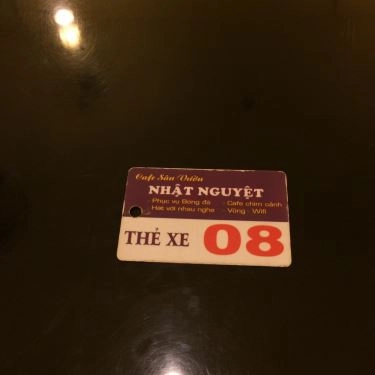 Cafe Sân Vườn
NHẬT NGUYỆT
- Phục vụ Bóng đá - Cafe chim cảnh
- Hát với nhau nghe - Võng Wifi
THẺ XE 08